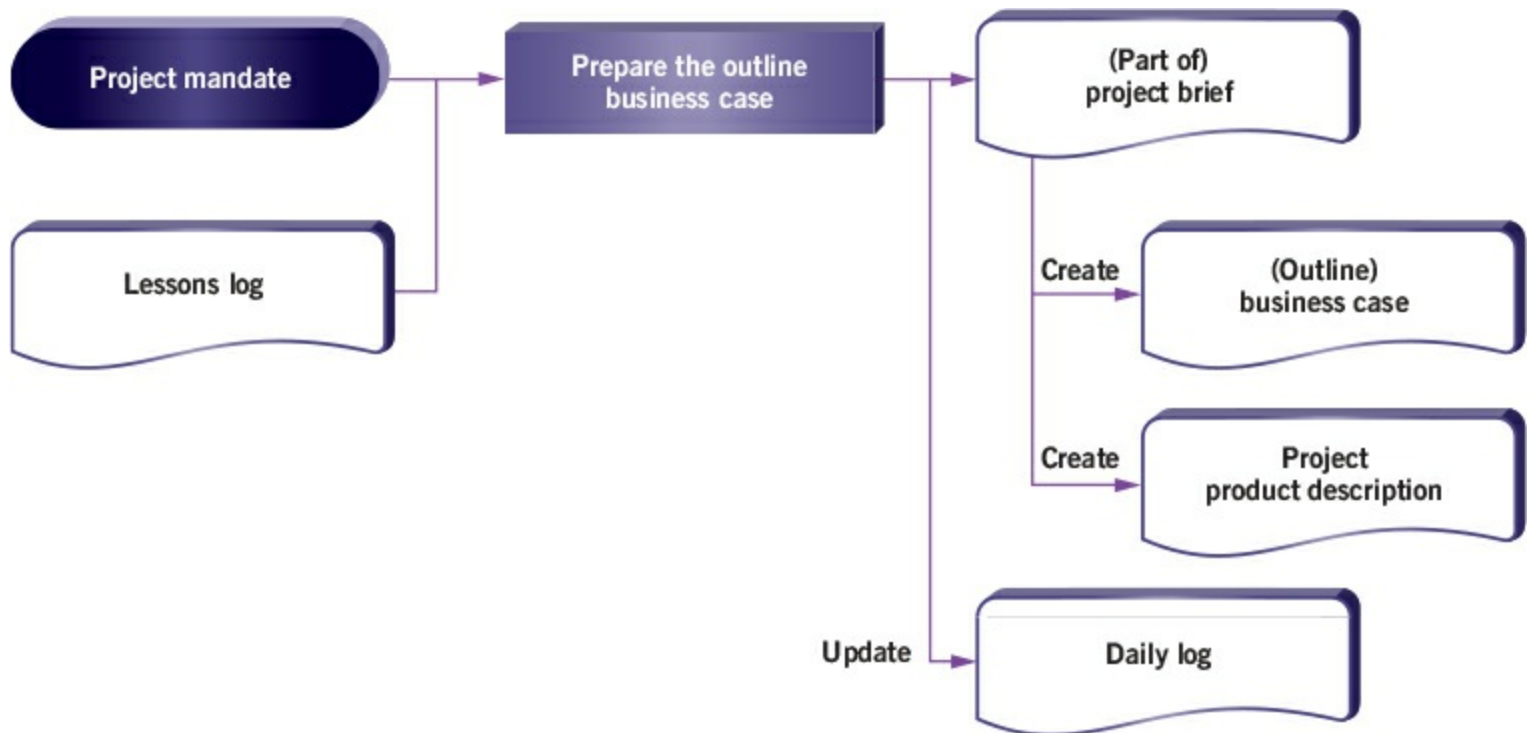 Project mandate
Prepare the outline
business case
(Part of)
project brief
Lessons log
Create
(Outline)
business case
Create
Project
product description
Update
Daily log